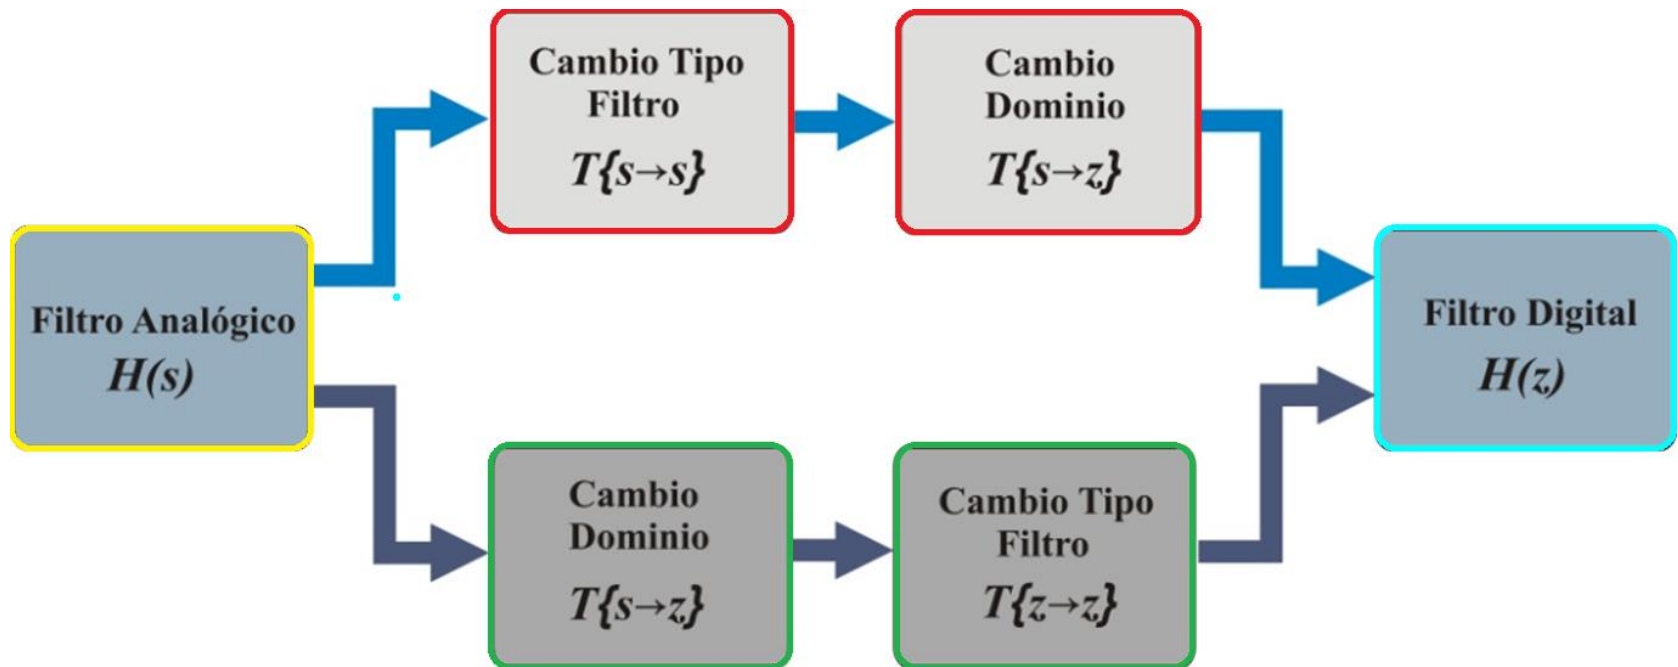 Cambio Tipo
Filtro
T{s→s}
Cambio
Dominio
T{s→z}
Filtro Analógico
H(s)
Filtro Digital
H(z)
Cambio
Dominio
T{s→z}
Cambio Tipo
Filtro
T{z→z}